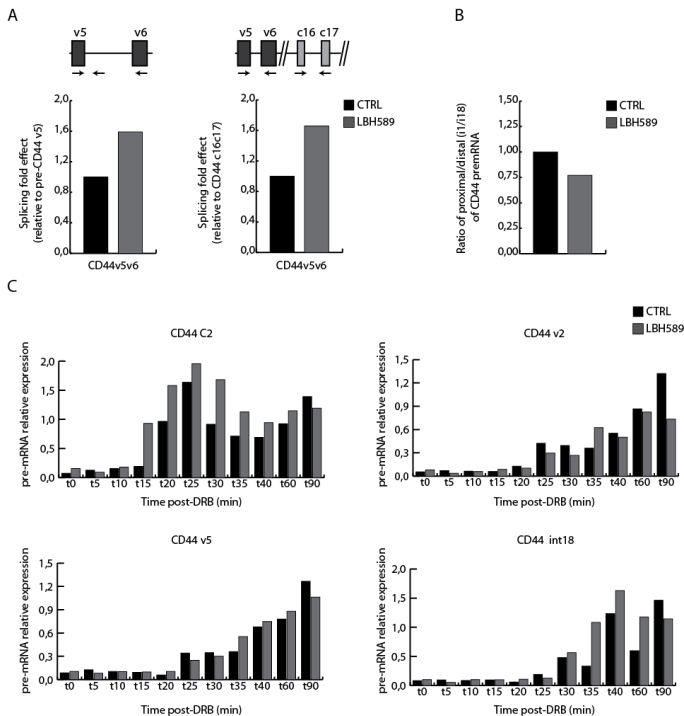 A
B
v5 v6
v5 v6 c16 c17
CTRL
LBH589
Splicing fold effect
(relative to pre-CD44 v5)
2,0
1,6
1,2
0,8
0,4
0,0
CD44v5v6
Splicing fold effect
(relative to CD44 c16c17)
2,0
1,6
1,2
0,8
0,4
0,0
CD44v5v6
CTRL
LBH589
Ratio of proximal/distal (i1/i18)
of CD44 premRNA
1,50
1,25
1,00
0,75
0,50
0,25
0,00
C
CTRL
LBH589
CD44 C2
pre-mRNA relative expression
2,0
1,5
1,0
0,5
0,0
t0 t5 t10 t15 t20 t25 t30 t35 t40 t60 t90
Time post-DRB (min)
CD44 v2
pre-mRNA relative expression
1,5
1,2
0,9
0,6
0,3
0,0
t0 t5 t10 t15 t20 t25 t30 t35 t40 t60 t90
Time post-DRB (min)
CD44 v5
pre-mRNA relative expression
1,5
1,2
0,9
0,6
0,3
0,0
t0 t5 t10 t15 t20 t25 t30 t35 t40 t60 t90
Time post-DRB (min)
CD44 int18
pre-mRNA relative expression
2,0
1,5
1,0
0,5
0,0
t0 t5 t10 t15 t20 t25 t30 t35 t40 t60 t90
Time post-DRB (min)